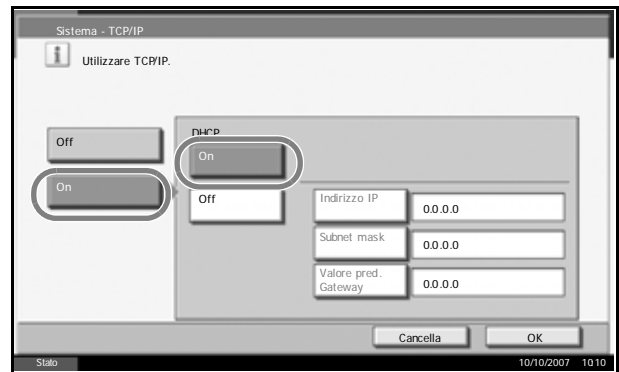 Sistema - TCP/IP
Utilizzare TCP/IP.
Off
On
DHCP
On
Off
Indirizzo IP
0.0.0.0
Subnet mask
0.0.0.0
Valore pred.
Gateway
0.0.0.0
Cancella
OK
Stato
10/10/2007 10:10